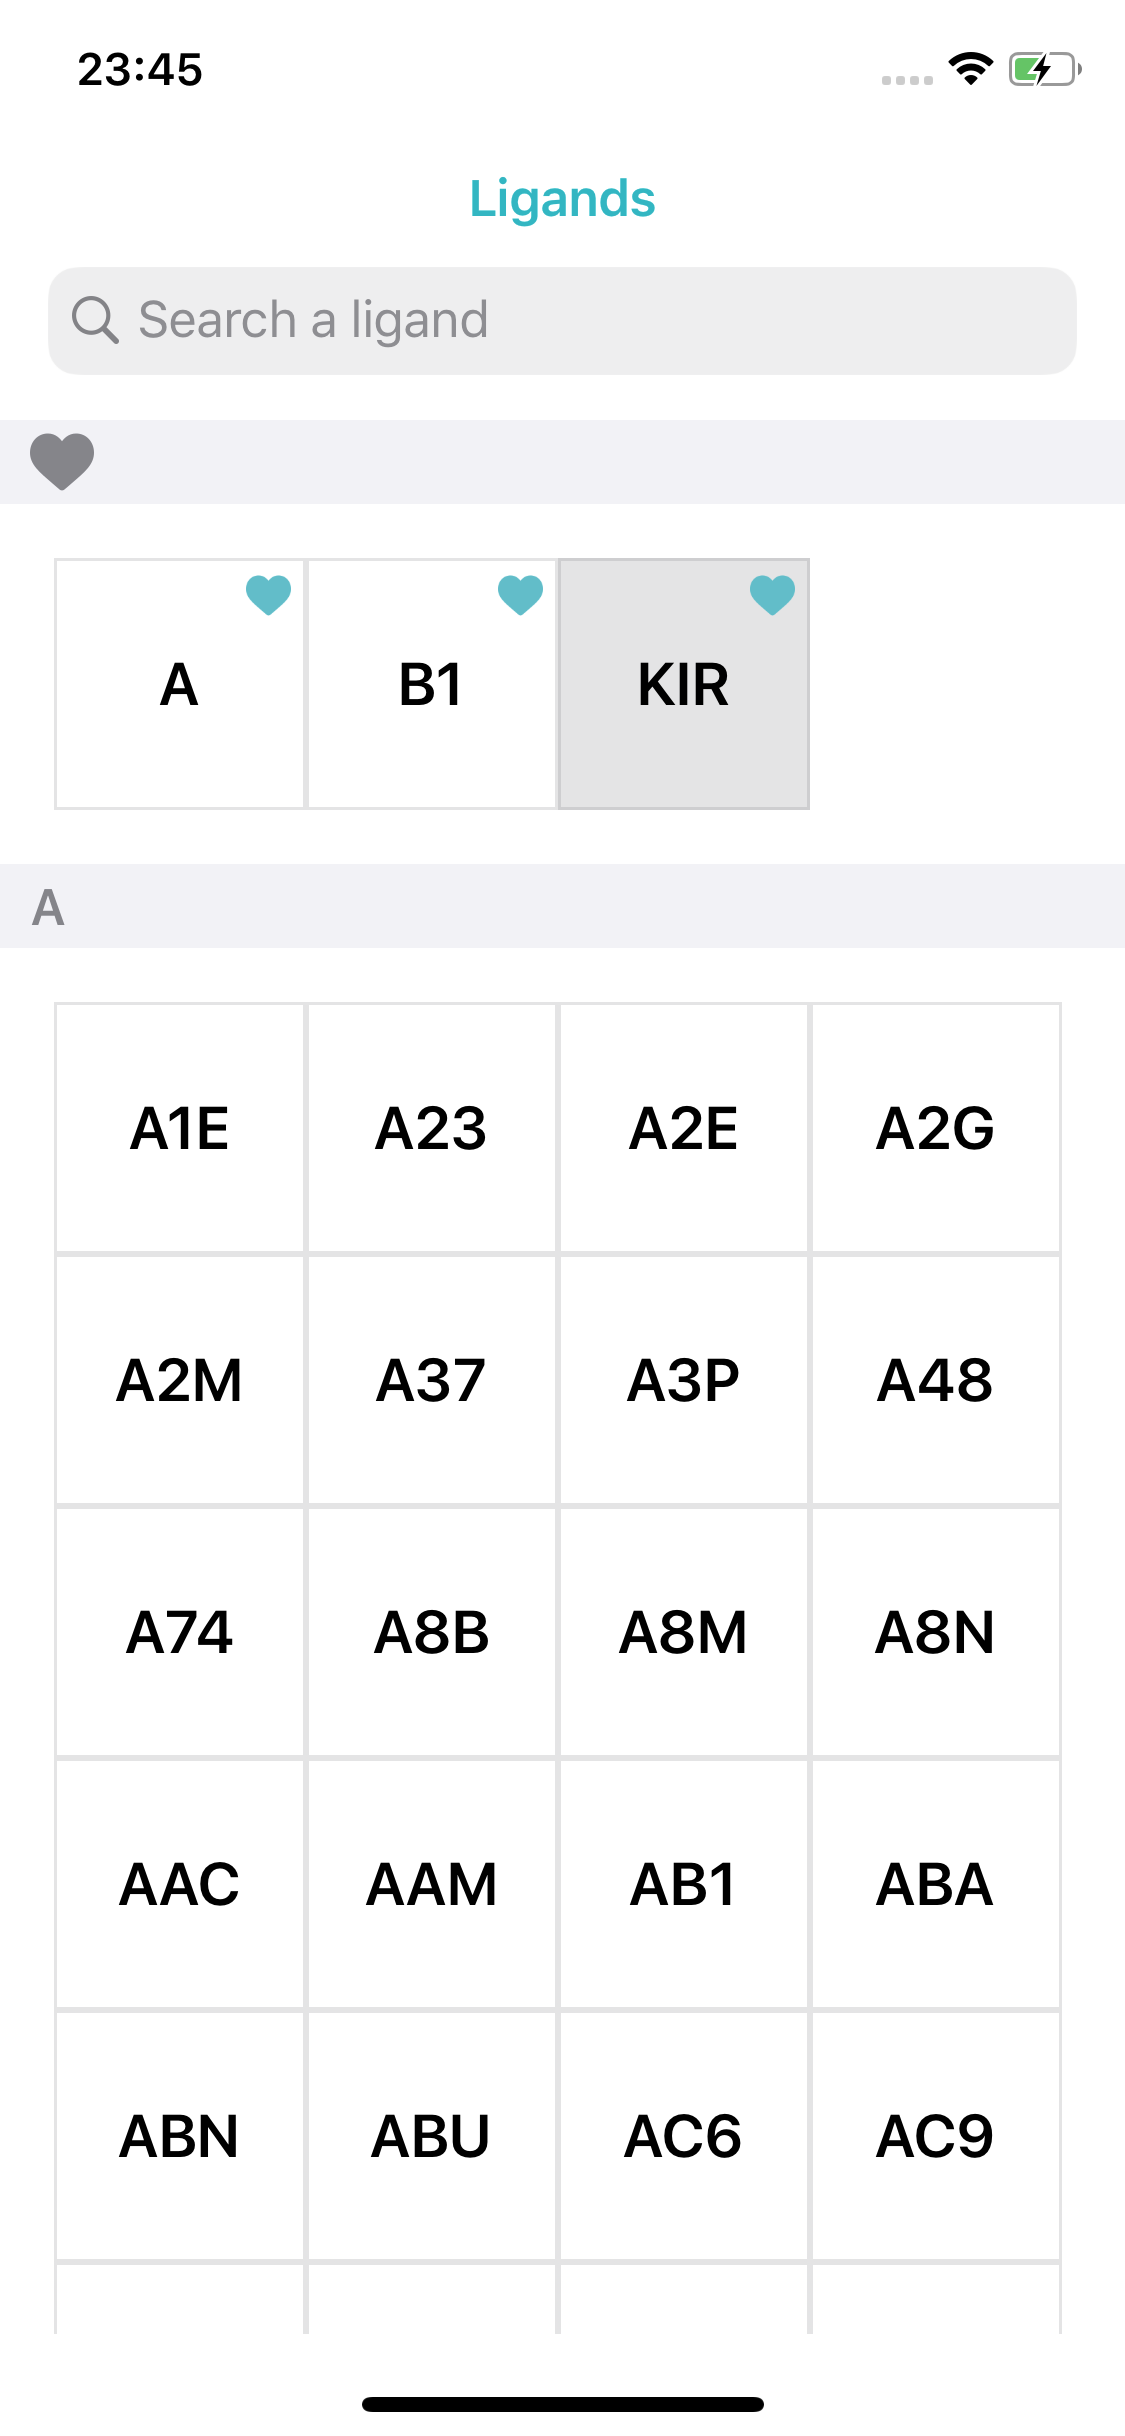 23:45
Ligands
Search a ligand
A B1 KIR
A
A1E A23 A2E A2G
A2M A37 A3P A48
A74 A8B A8M A8N
AAC AAM AB1 ABA
ABN ABU AC6 AC9